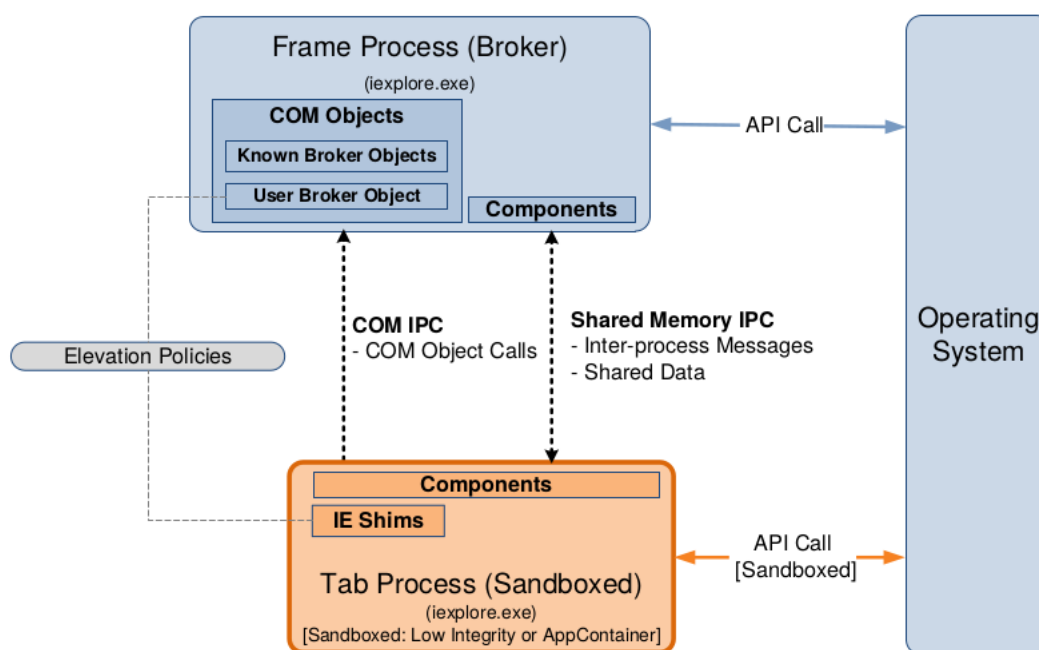 Frame Process (Broker)
(iexplore.exe)
COM Objects
Known Broker Objects
User Broker Object
Components
API Call
COM IPC
- COM Object Calls
Shared Memory IPC
- Inter-process Messages
- Shared Data
Elevation Policies
Operating
System
Components
IE Shims
Tab Process (Sandboxed)
(iexplore.exe)
[Sandboxed: Low Integrity or AppContainer]
API Call
[Sandboxed]